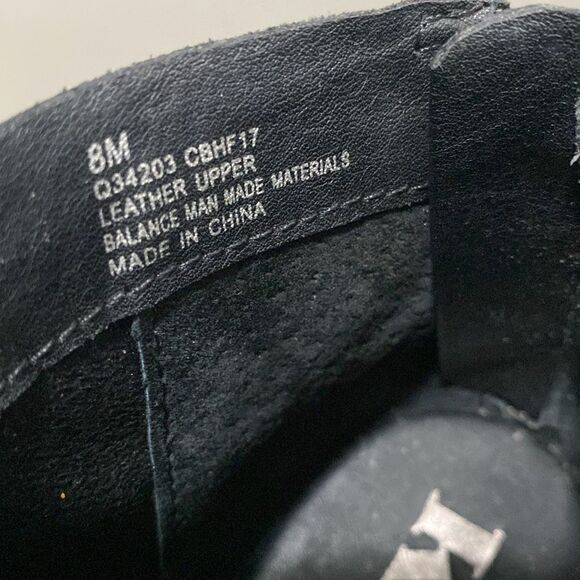 8M
Q34203 CBHF17
LEATHER UPPER
BALANCE MAN MADE MATERIALS
MADE IN CHINA